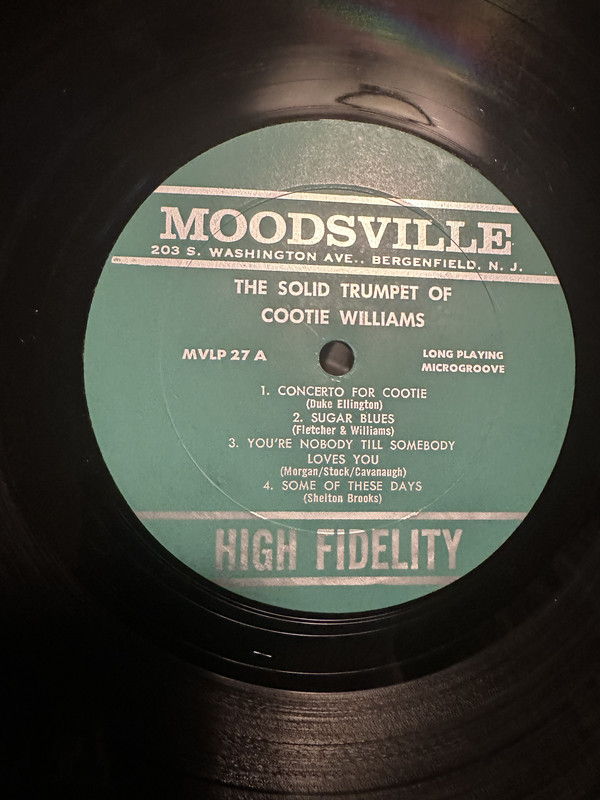 MOODSVILLE
203 S. WASHINGTON AVE., BERGENFIELD, N. J.
THE SOLID TRUMPET OF
COOTIE WILLIAMS
MVLP 27 A
LONG PLAYING
MICROGROOVE
1. CONCERTO FOR COOTIE
(Duke Ellington)
2. SUGAR BLUES
(Fletcher & Williams)
3. YOU'RE NOBODY TILL SOMEBODY
LOVES YOU
(Morgan/Stock/Cavanaugh)
4. SOME OF THESE DAYS
(Shelton Brooks)
HIGH FIDELITY